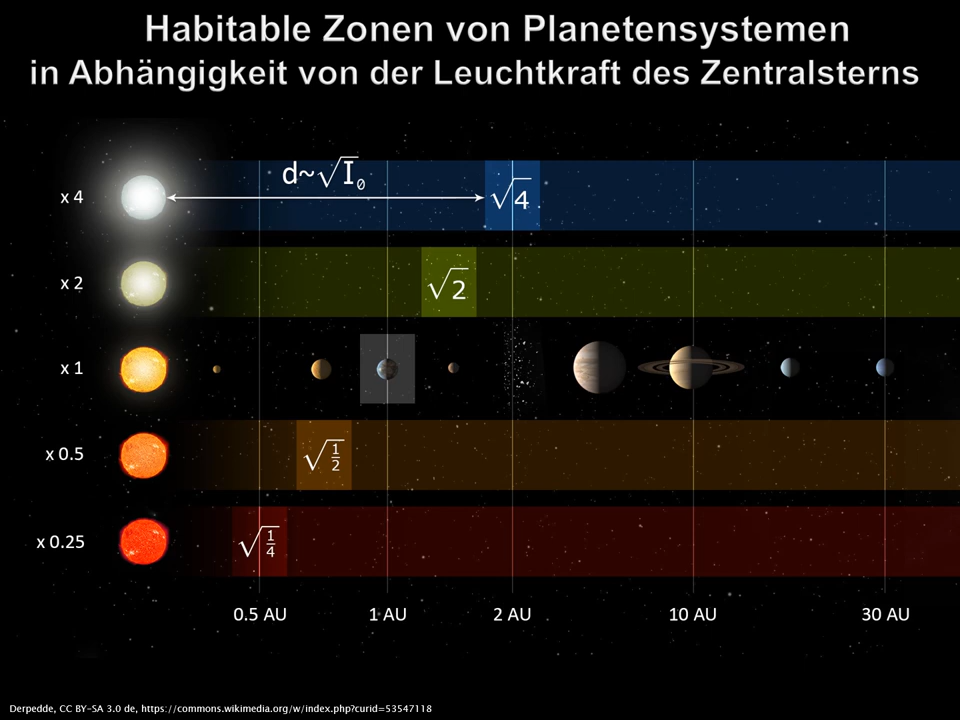 Habitable Zonen von Planetensystemen
in Abhängigkeit von der Leuchtkraft des Zentralsterns
x 4
d~√I₀
√4
x 2
√2
x 1
x 0.5
√½
x 0.25
√¼
0.5 AU 1 AU 2 AU 10 AU 30 AU
Derpedde, CC BY-SA 3.0 de, https://commons.wikimedia.org/w/index.php?curid=53547118